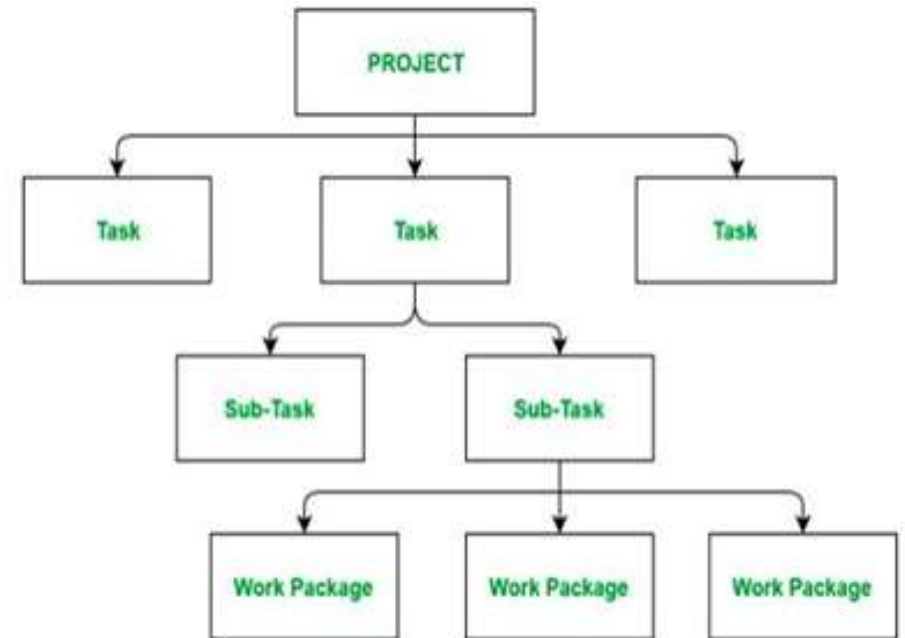 PROJECT
Task
Task
Task
Sub-Task
Sub-Task
Work Package
Work Package
Work Package